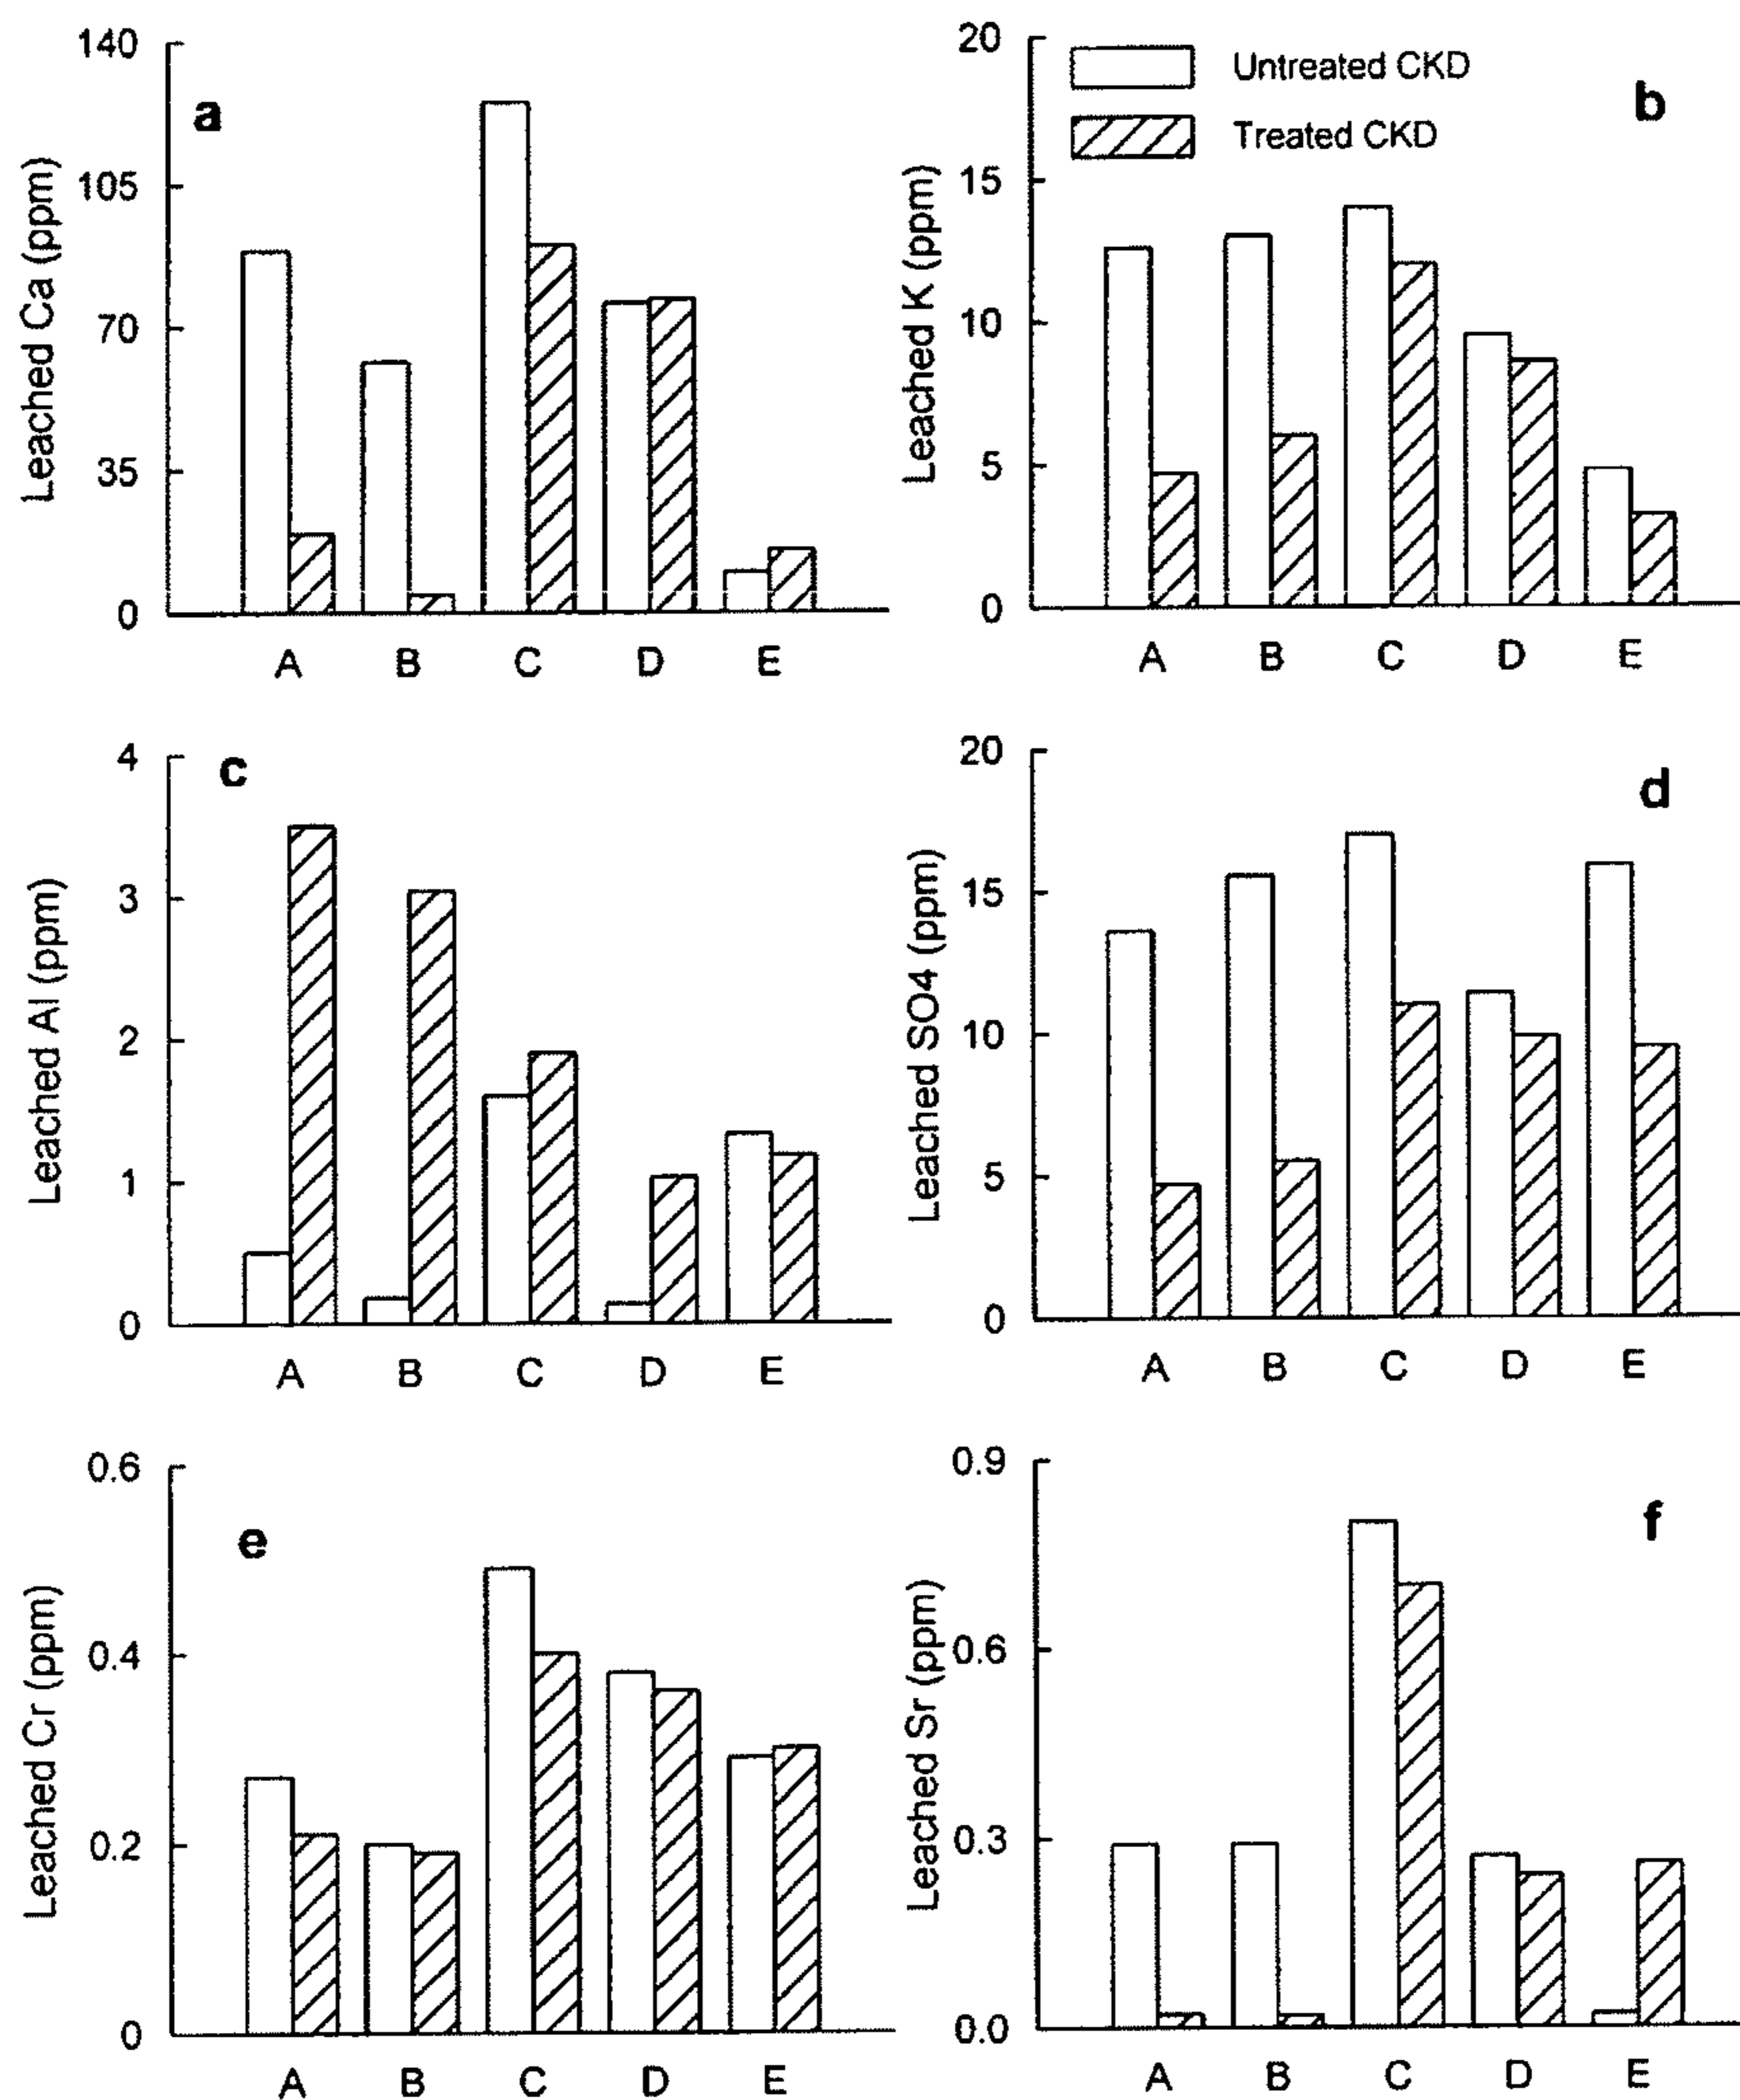 a
Leached Ca (ppm)
140
105
70
35
0
A B C D E
b
Untreated CKD
Treated CKD
Leached K (ppm)
20
15
10
5
0
A B C D E
c
Leached Al (ppm)
4
3
2
1
0
A B C D E
d
Leached SO4 (ppm)
20
15
10
5
0
A B C D E
e
Leached Cr (ppm)
0.6
0.4
0.2
0
A B C D E
f
Leached Sr (ppm)
0.9
0.6
0.3
0.0
A B C D E